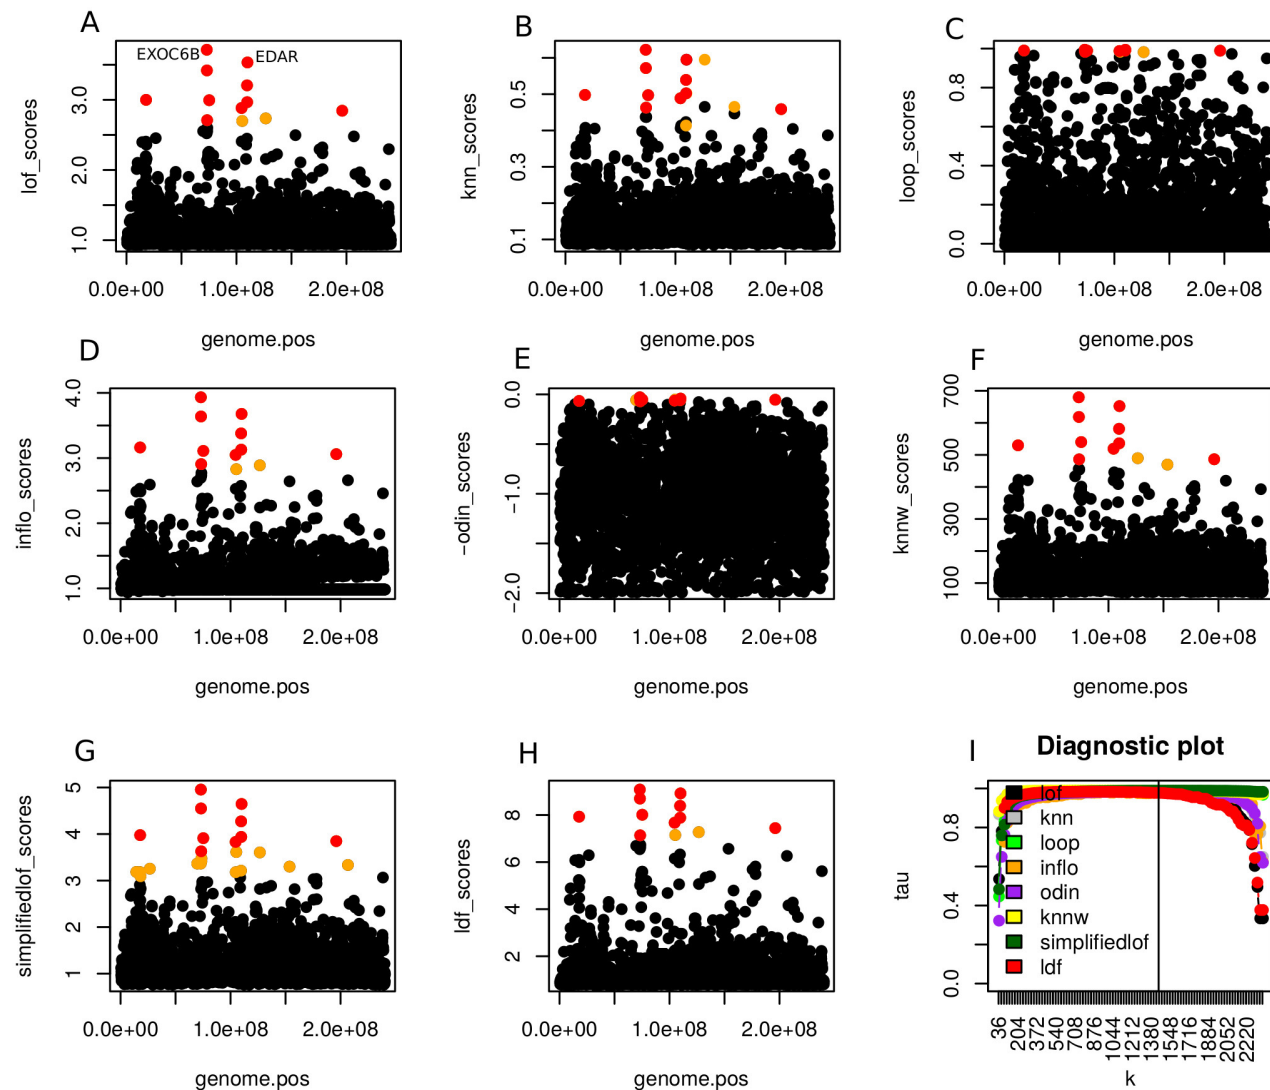 A
EXOC6B
EDAR
lof_scores
1.0
2.0
3.0
0.0e+00
1.0e+08
2.0e+08
genome.pos
B
knn_scores
0.1
0.3
0.5
0.0e+00
1.0e+08
2.0e+08
genome.pos
C
loop_scores
0.0
0.4
0.8
0.0e+00
1.0e+08
2.0e+08
genome.pos
D
inflo_scores
1.0
2.0
3.0
4.0
0.0e+00
1.0e+08
2.0e+08
genome.pos
E
−odin_scores
−2.0
−1.0
0.0
0.0e+00
1.0e+08
2.0e+08
genome.pos
F
knnw_scores
100
300
500
700
0.0e+00
1.0e+08
2.0e+08
genome.pos
G
simplifiedlof_scores
1
2
3
4
5
0.0e+00
1.0e+08
2.0e+08
genome.pos
H
ldf_scores
2
4
6
8
0.0e+00
1.0e+08
2.0e+08
genome.pos
I
Diagnostic plot
tau
0.0
0.4
0.8
lof
knn
loop
inflo
odin
knnw
simplifiedlof
ldf
36
204
372
540
708
876
1044
1212
1380
1548
1716
1884
2052
2220
k